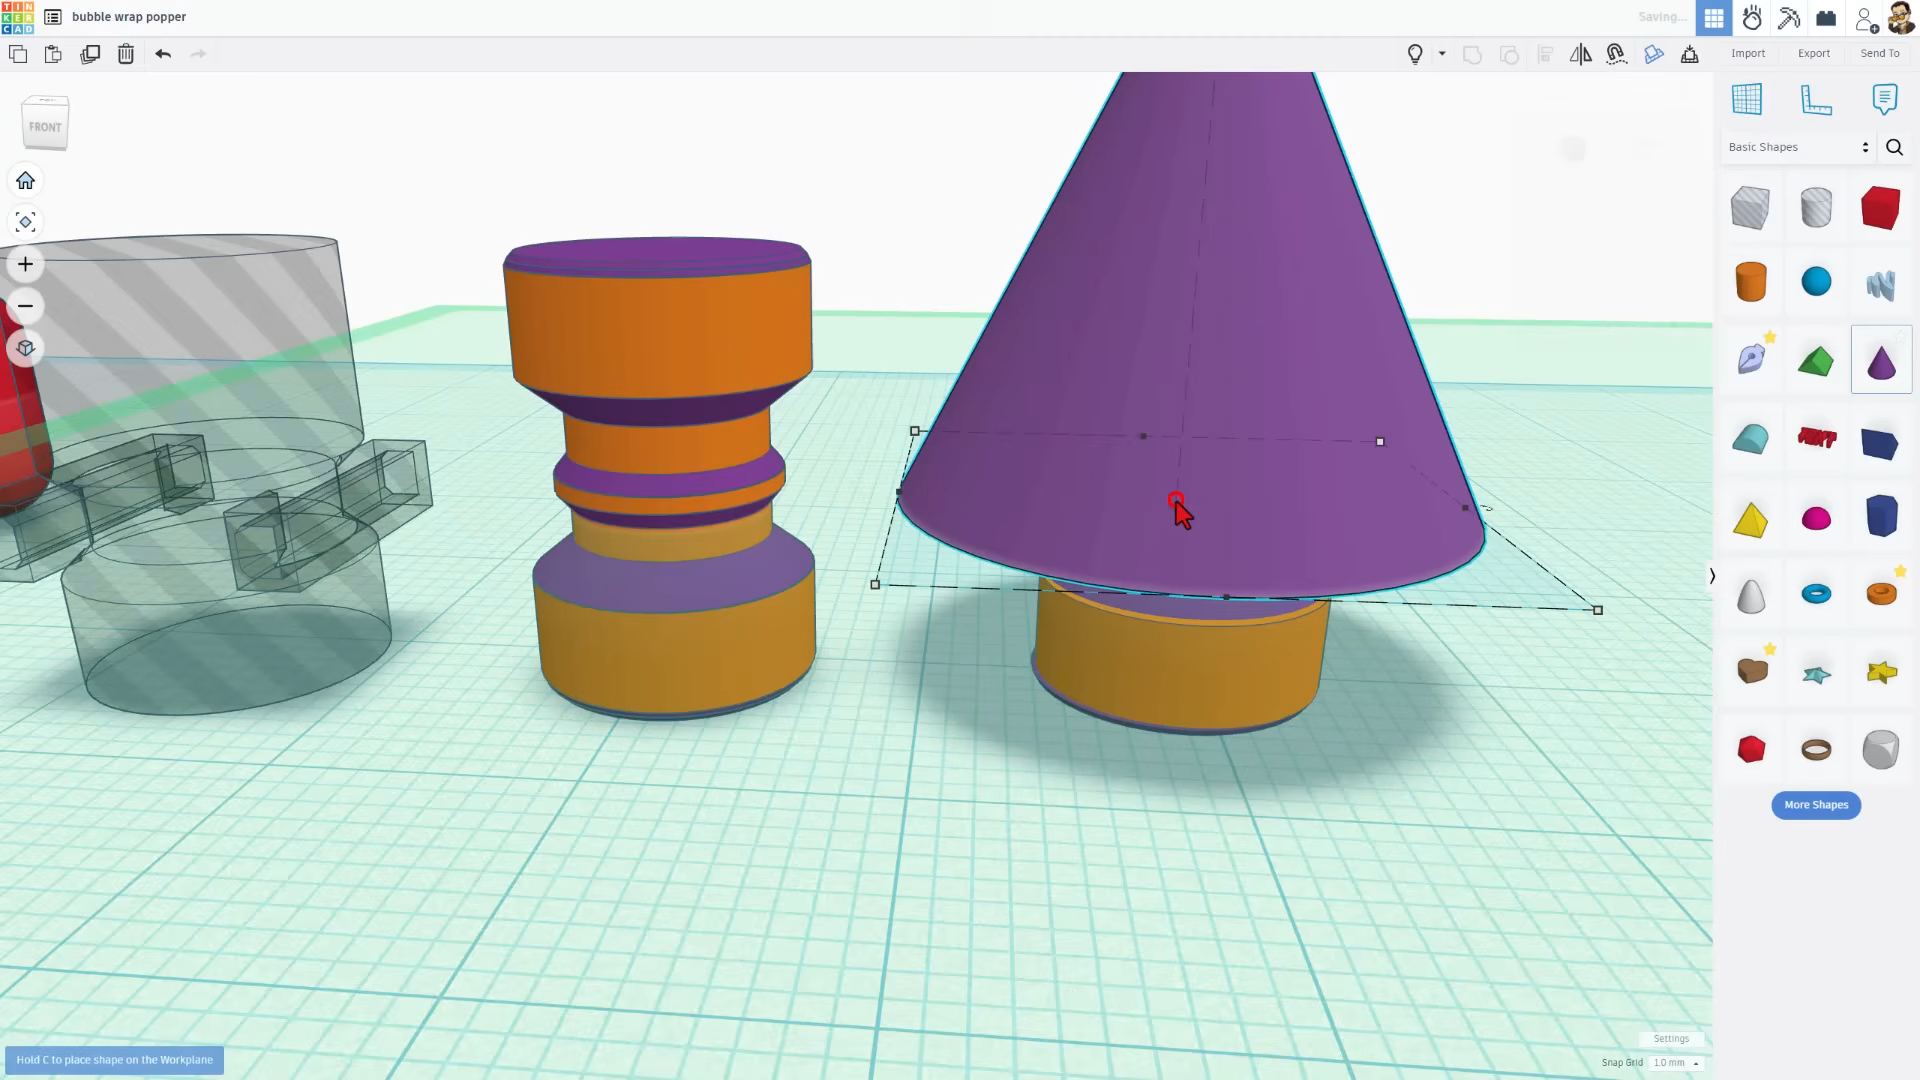 TIN
KER
CAD
bubble wrap popper
Saving...
Import
Export
Send To
FRONT
Basic Shapes
More Shapes
Settings
Hold C to place shape on the Workplane
Snap Grid 1.0 mm